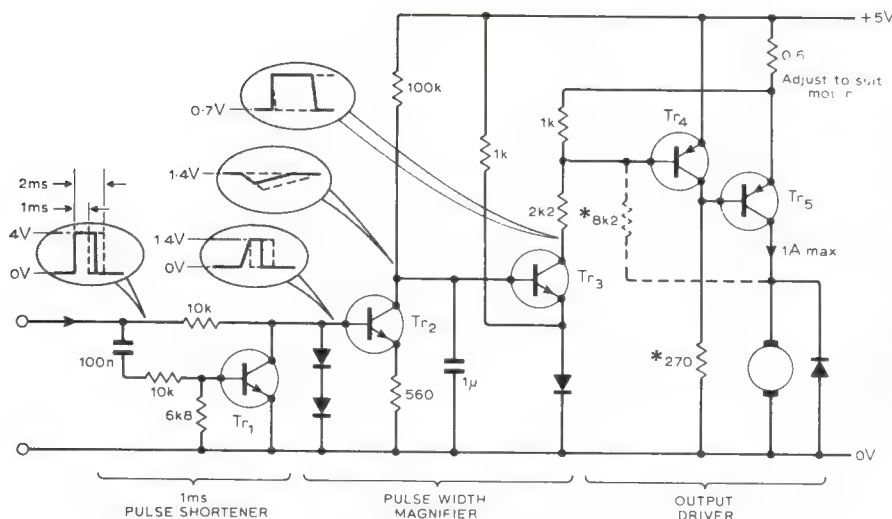 +5V
0.6
Adjust to suit
100k
0.7V
1k
1k
Tr4
2ms
1.4V
1ms
2k2
*8k2
Tr5
4V
1.4V
0V
0V
1A max
Tr3
10k
Tr2
100n
10k
1μ
*270
6k8
Tr1
560
0V
1ms
PULSE SHORTENER
PULSE WIDTH
MAGNIFIER
OUTPUT
DRIVER